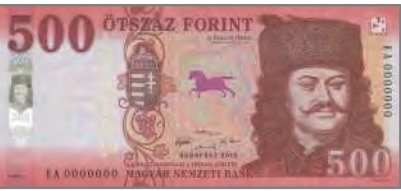 500 ÖTSZÁZ FORINT
EA 0000000
BUDAPEST 2018
500
EA 0000000 MAGYAR NEMZETI BANK